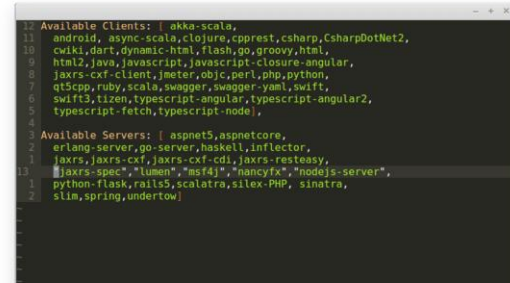 12 Available Clients: [ akka-scala,
11 android, async-scala,clojure,cpprest,csharp,CsharpDotNet2,
10 cwiki,dart,dynamic-html,flash,go,groovy,html,
9 html2,java,javascript,javascript-closure-angular,
8 jaxrs-cxf-client,jmeter,objc,perl,php,python,
7 qt5cpp,ruby,scala,swagger,swagger-yaml,swift,
6 swift3,tizen,typescript-angular,typescript-angular2,
5 typescript-fetch,typescript-node],
4
3 Available Servers: [ aspnet5,aspnetcore,
2 erlang-server,go-server,haskell,inflector,
1 jaxrs,jaxrs-cxf,jaxrs-cxf-cdi,jaxrs-resteasy,
13 "jaxrs-spec","lumen","msf4j","nancyfx","nodejs-server",
1 python-flask,rails5,scalatra,silex-PHP, sinatra,
2 slim,spring,undertow]